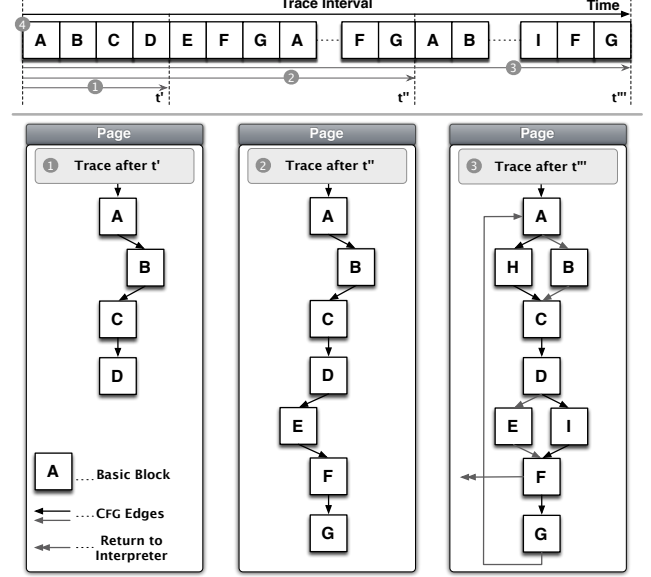 Trace Interval Time
4
A B C D E F G A F G A B I F G
3
2
1
t' t'' t'''
Page Page Page
1 Trace after t' 2 Trace after t'' 3 Trace after t'''
A A A
B B H B
C C C
D D D
E E I
A Basic Block F F
CFG Edges
G G
Return to
Interpreter